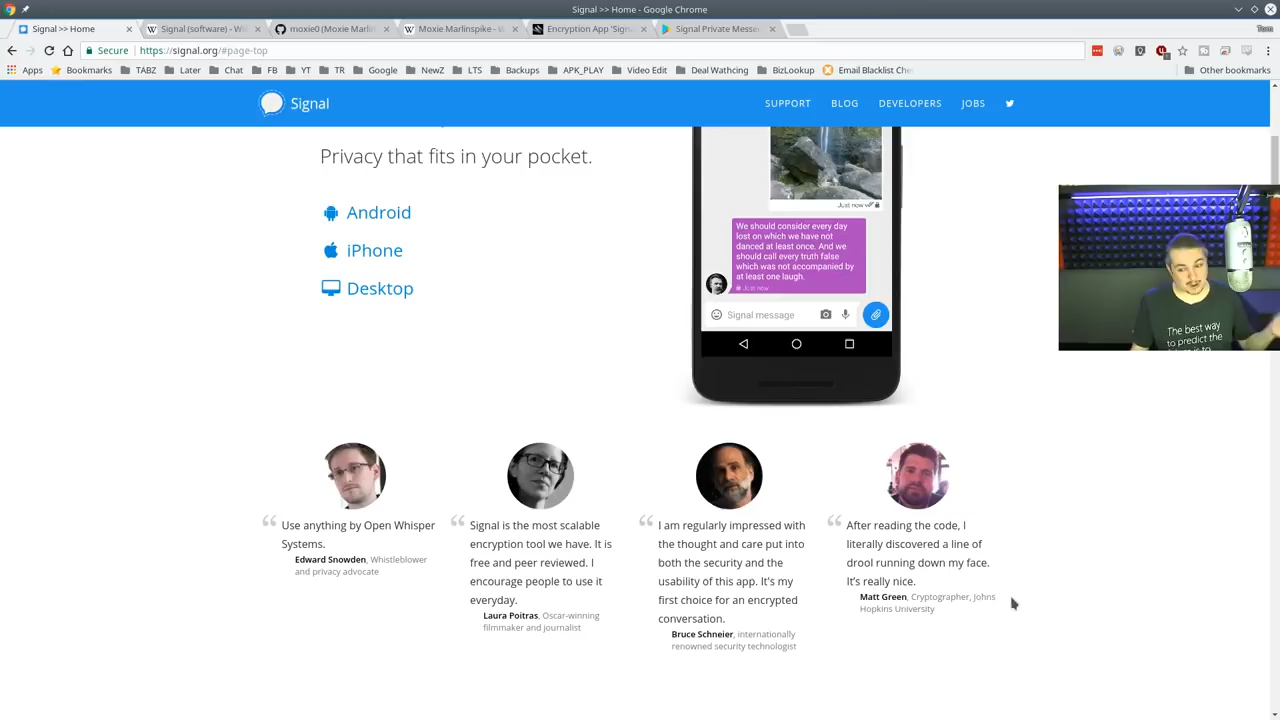 Signal >> Home - Google Chrome
Signal >> Home
Signal (software) - Wi
moxie0 (Moxie Marlin
Moxie Marlinspike - W
Encryption App 'Signa
Signal Private Messe
Tom
Secure
https://signal.org/#page-top
Apps
Bookmarks
TABZ
Later
Chat
FB
YT
TR
Google
NewZ
LTS
Backups
APK_PLAY
Video Edit
Deal Wathcing
BizLookup
Email Blacklist Che
Other bookmarks
Signal
SUPPORT
BLOG
DEVELOPERS
JOBS
Privacy that fits in your pocket.
Android
iPhone
Desktop
Just now
We should consider every day
lost on which we have not
danced at least once. And we
should call every truth false
which was not accompanied by
at least one laugh.
Just now
Signal message
The best way
to predict the
“ Use anything by Open Whisper
Systems.
Edward Snowden, Whistleblower
and privacy advocate
“ Signal is the most scalable
encryption tool we have. It is
free and peer reviewed. I
encourage people to use it
everyday.
Laura Poitras, Oscar-winning
filmmaker and journalist
“ I am regularly impressed with
the thought and care put into
both the security and the
usability of this app. It's my
first choice for an encrypted
conversation.
Bruce Schneier, internationally
renowned security technologist
“ After reading the code, I
literally discovered a line of
drool running down my face.
It’s really nice.
Matt Green, Cryptographer, Johns
Hopkins University